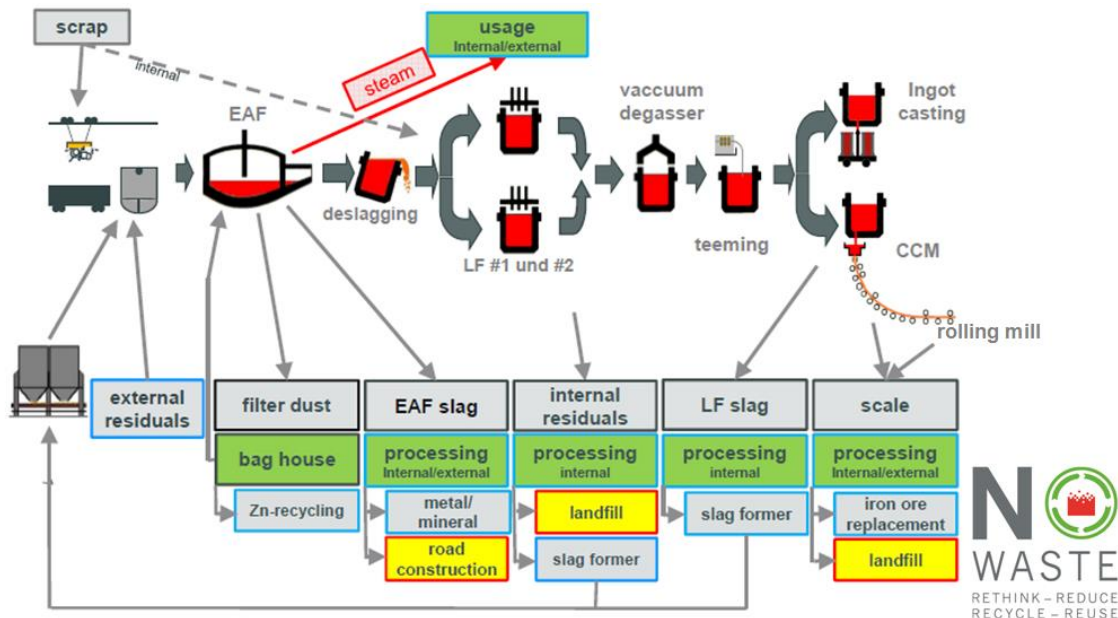 scrap
usage
Internal/external
internal
steam
EAF
vaccuum
degasser
Ingot
casting
deslagging
LF #1 und #2
teeming
CCM
rolling mill
external
residuals
filter dust
EAF slag
internal
residuals
LF slag
scale
bag house
processing
Internal/external
processing
internal
processing
internal
processing
Internal/external
Zn-recycling
metal/
mineral
landfill
slag former
iron ore
replacement
road
construction
slag former
landfill
NO
WASTE
RETHINK – REDUCE
RECYCLE – REUSE